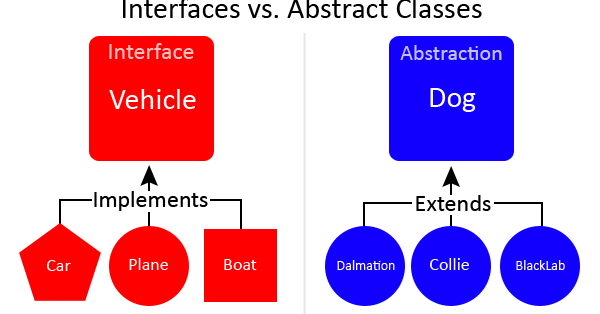 Interfaces vs. Abstract Classes
Interface
Vehicle
Implements
Car
Plane
Boat
Abstraction
Dog
Extends
Dalmation
Collie
BlackLab